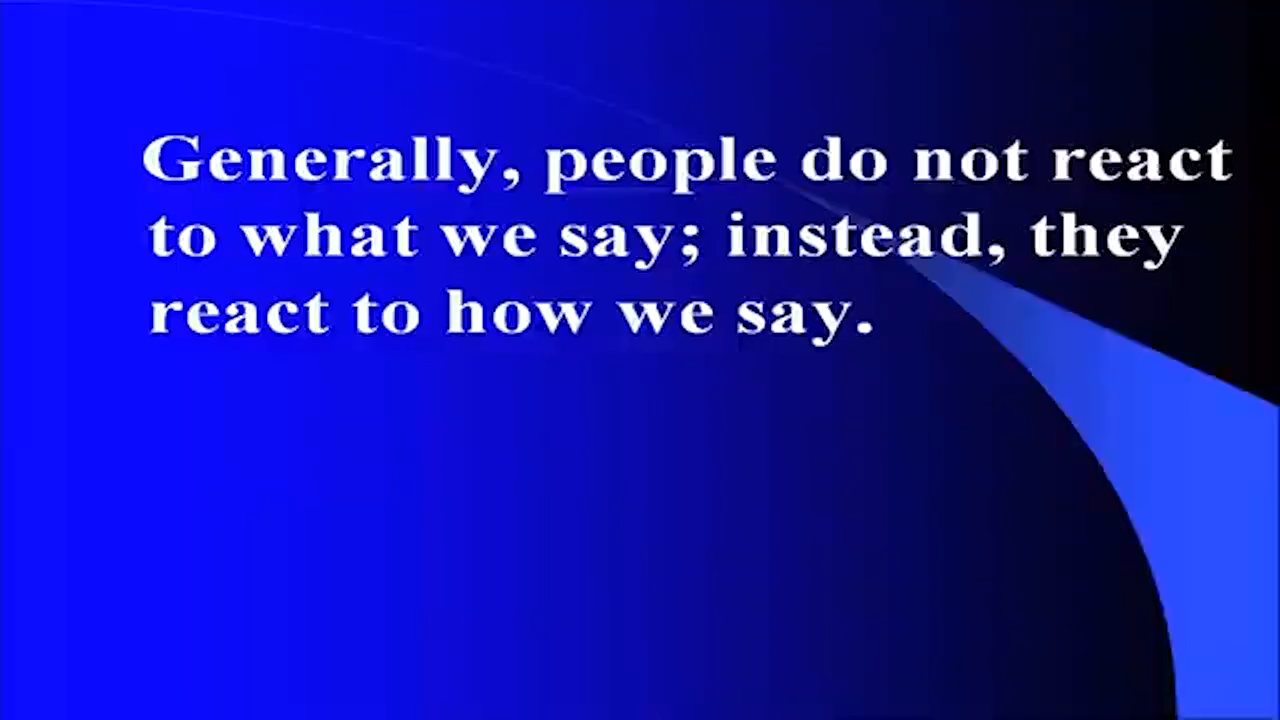 Generally, people do not react
to what we say; instead, they
react to how we say.